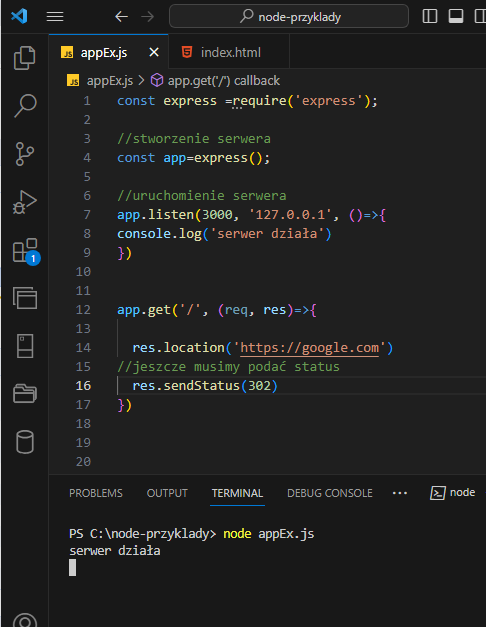 node-przyklady
JS appEx.js
index.html
JS appEx.js > app.get('/') callback
1 const express =require('express');
2
3 //stworzenie serwera
4 const app=express();
5
6 //uruchomienie serwera
7 app.listen(3000, '127.0.0.1', ()=>{
8 console.log('serwer działa')
9 })
10
11
12 app.get('/', (req, res)=>{
13
14 res.location('https://google.com')
15 //jeszcze musimy podać status
16 res.sendStatus(302)
17 })
18
19
20
1
PROBLEMS OUTPUT TERMINAL DEBUG CONSOLE ... node
PS C:\node-przyklady> node appEx.js
serwer działa